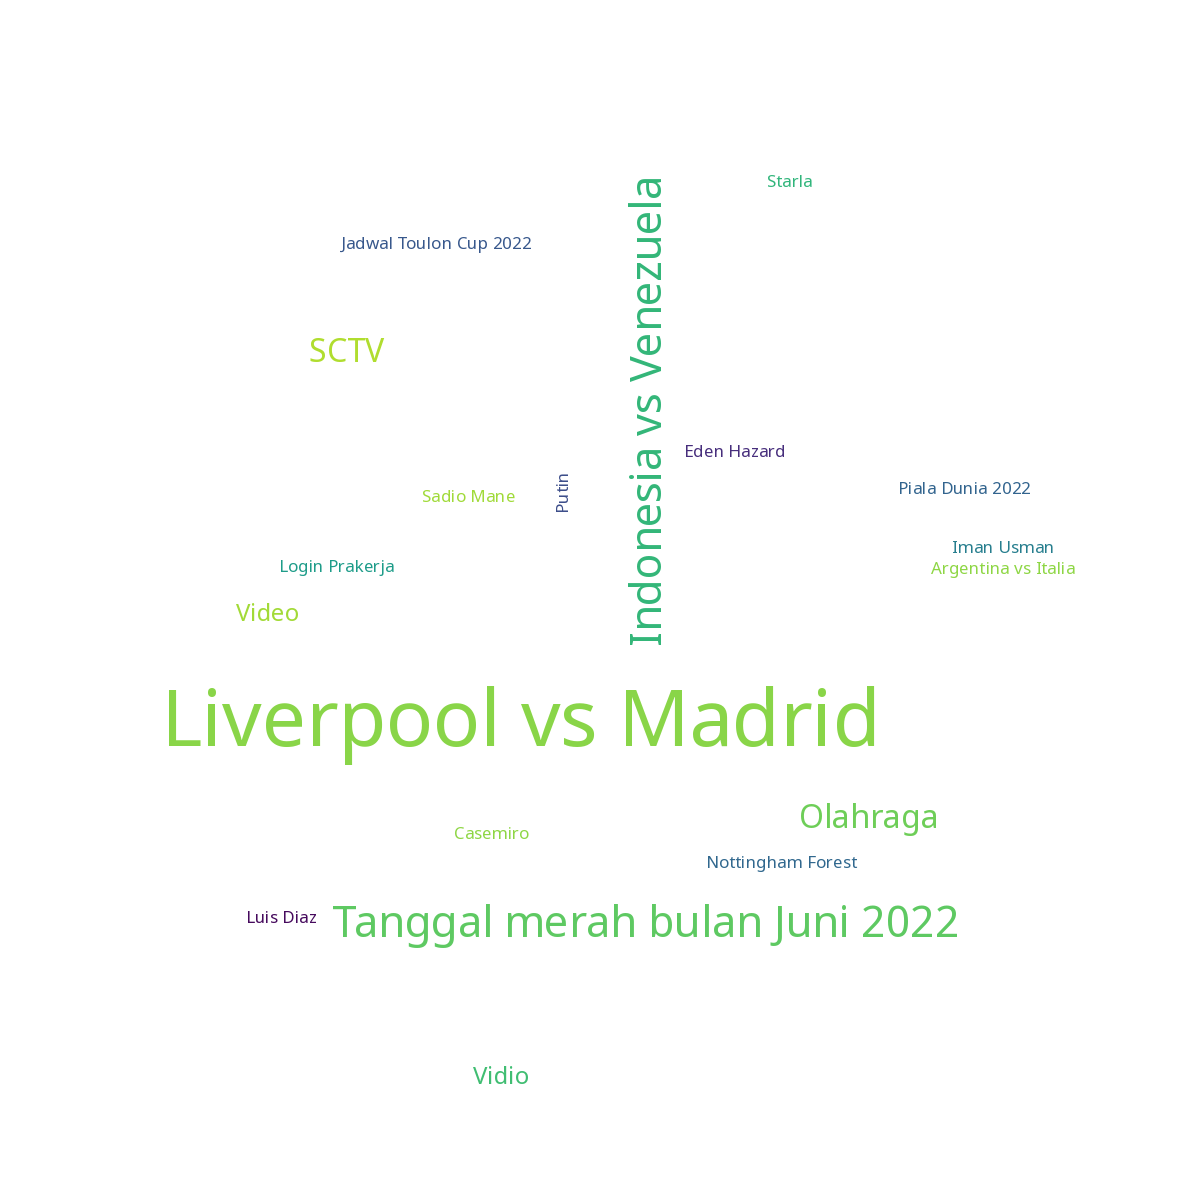 Starla
Indonesia vs Venezuela
Jadwal Toulon Cup 2022
SCTV
Eden Hazard
Putin
Piala Dunia 2022
Sadio Mane
Iman Usman
Login Prakerja
Argentina vs Italia
Video
Liverpool vs Madrid
Olahraga
Casemiro
Nottingham Forest
Luis Diaz
Tanggal merah bulan Juni 2022
Vidio